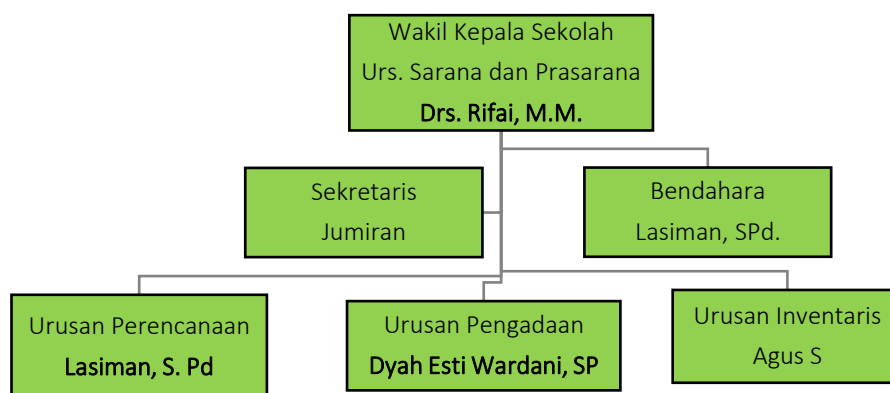 Wakil Kepala Sekolah
Urs. Sarana dan Prasarana
Drs. Rifai, M.M.
Sekretaris
Jumiran
Bendahara
Lasiman, SPd.
Urusan Perencanaan
Lasiman, S. Pd
Urusan Pengadaan
Dyah Esti Wardani, SP
Urusan Inventaris
Agus S